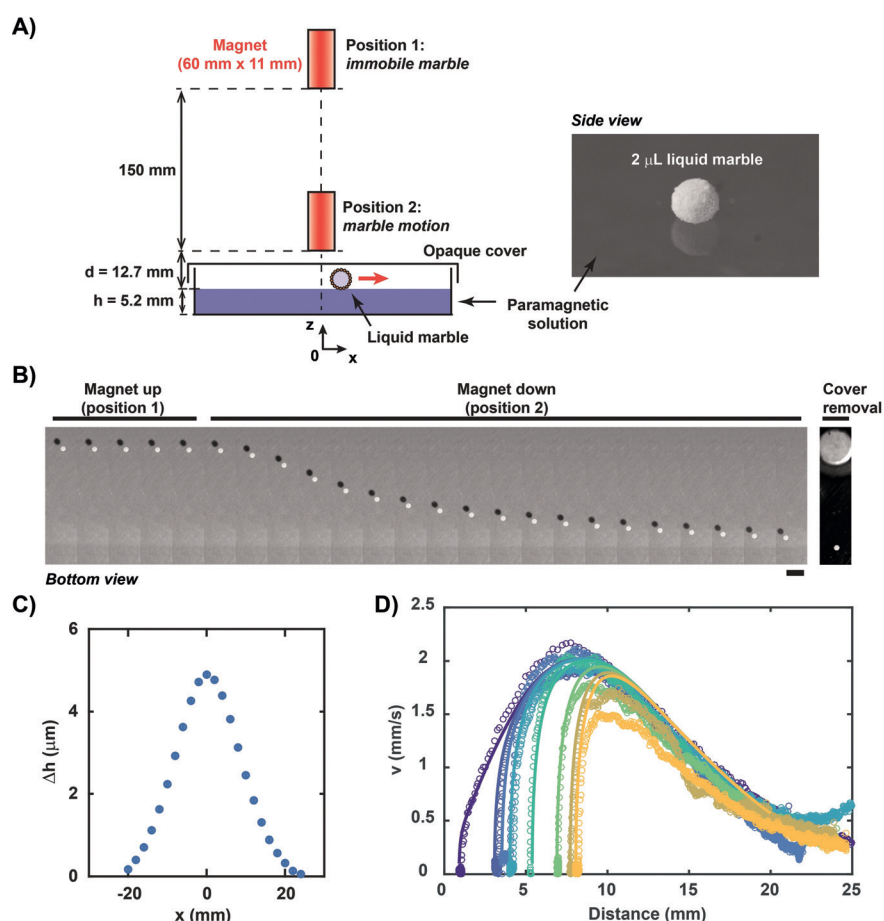 A)
Magnet
(60 mm x 11 mm)
Position 1:
immobile marble
150 mm
Position 2:
marble motion
Opaque cover
d = 12.7 mm
h = 5.2 mm
z
0
x
Liquid marble
Paramagnetic
solution
Side view
2 μL liquid marble
B)
Magnet up
(position 1)
Magnet down
(position 2)
Cover
removal
Bottom view
C)
6
4
2
0
Δh (μm)
-20
0
20
x (mm)
D)
2.5
2
1.5
1
0.5
0
v (mm/s)
0
5
10
15
20
25
Distance (mm)